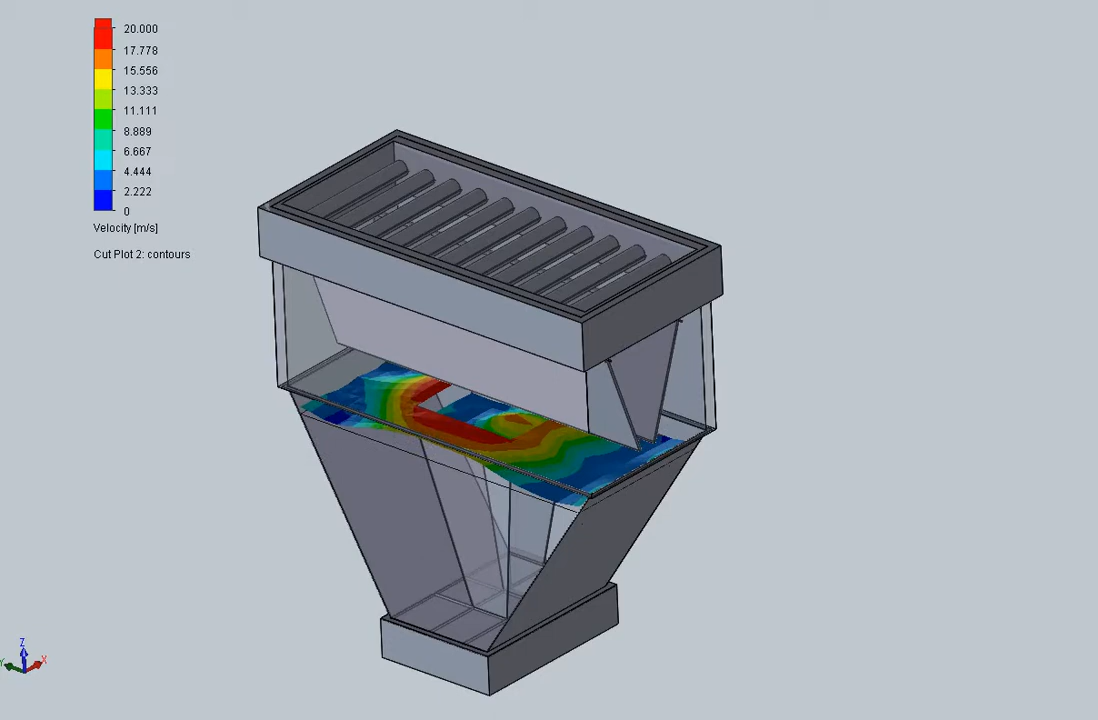 20.000
17.778
15.556
13.333
11.111
8.889
6.667
4.444
2.222
0
Velocity [m/s]
Cut Plot 2: contours
Z
Y
X